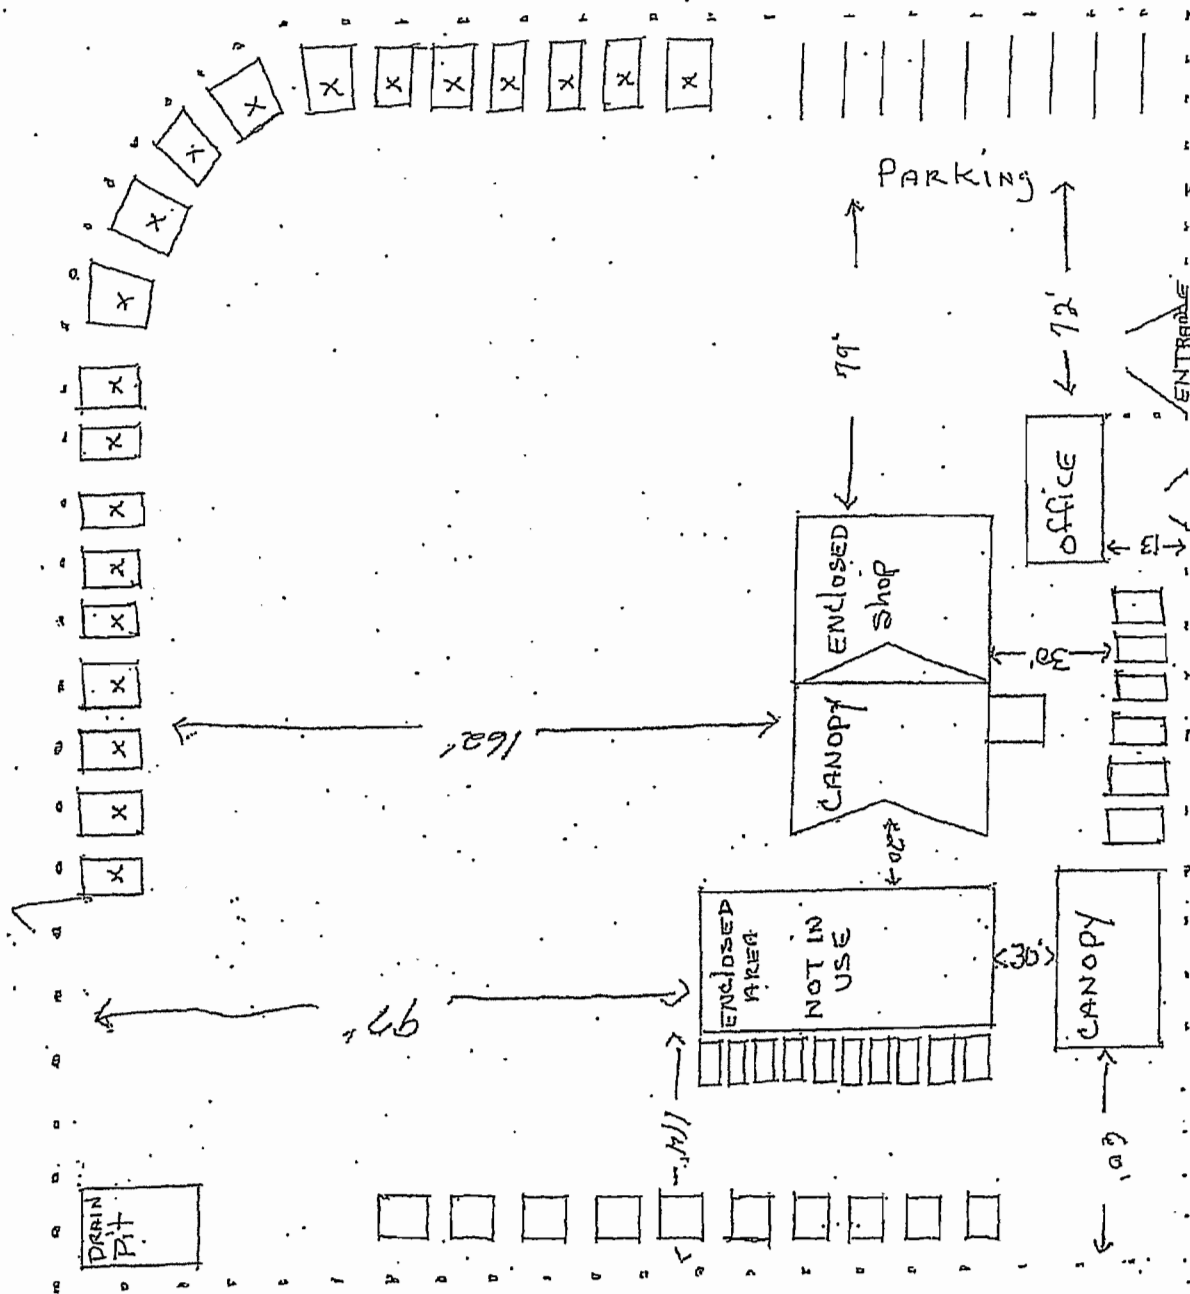 X X X X X X X
X
X
X
X
X
X
X
X
X
X
X
X
X
PARKING
79'
72'
ENTRANCE
OFFICE
13
ENCLOSED
Shop
CANOPY
30'
162'
20'
ENCLOSED
AREA
NOT IN
USE
30'
CANOPY
97'
114'
60'
DRAIN
Pit